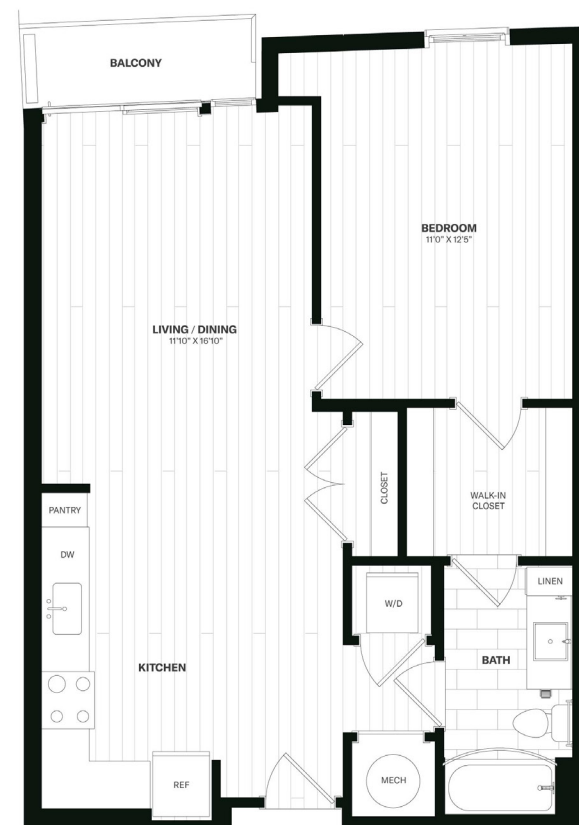 BALCONY
BEDROOM
11'0" X 12'5"
LIVING / DINING
11'10" X 16'10"
CLOSET
WALK-IN
CLOSET
PANTRY
DW
W/D
LINEN
BATH
KITCHEN
REF
MECH